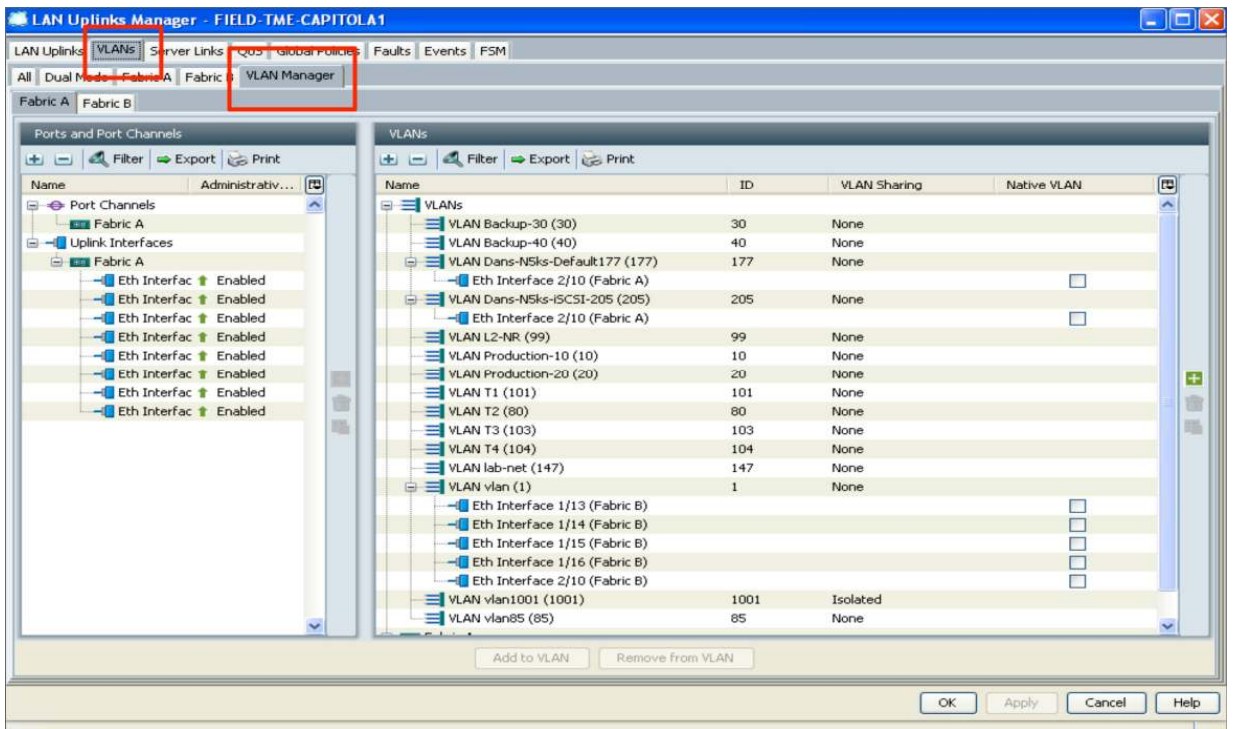 LAN Uplinks Manager - FIELD-TME-CAPITOLA1
LAN Uplinks VLANs Server Links QoS Global Policies Faults Events FSM
All Dual Mode Fabric A Fabric B VLAN Manager
Fabric A Fabric B
Ports and Port Channels
Filter Export Print
Name Administrativ...
Port Channels
Fabric A
Uplink Interfaces
Fabric A
Eth Interfac Enabled
Eth Interfac Enabled
Eth Interfac Enabled
Eth Interfac Enabled
Eth Interfac Enabled
Eth Interfac Enabled
Eth Interfac Enabled
Eth Interfac Enabled
VLANs
Filter Export Print
Name ID VLAN Sharing Native VLAN
VLANs
VLAN Backup-30 (30) 30 None
VLAN Backup-40 (40) 40 None
VLAN Dans-N5ks-Default177 (177) 177 None
Eth Interface 2/10 (Fabric A)
VLAN Dans-N5ks-iSCSI-205 (205) 205 None
Eth Interface 2/10 (Fabric A)
VLAN L2-NR (99) 99 None
VLAN Production-10 (10) 10 None
VLAN Production-20 (20) 20 None
VLAN T1 (101) 101 None
VLAN T2 (80) 80 None
VLAN T3 (103) 103 None
VLAN T4 (104) 104 None
VLAN lab-net (147) 147 None
VLAN vlan (1) 1 None
Eth Interface 1/13 (Fabric B)
Eth Interface 1/14 (Fabric B)
Eth Interface 1/15 (Fabric B)
Eth Interface 1/16 (Fabric B)
Eth Interface 2/10 (Fabric B)
VLAN vlan1001 (1001) 1001 Isolated
VLAN vlan85 (85) 85 None
Add to VLAN Remove from VLAN
OK Apply Cancel Help